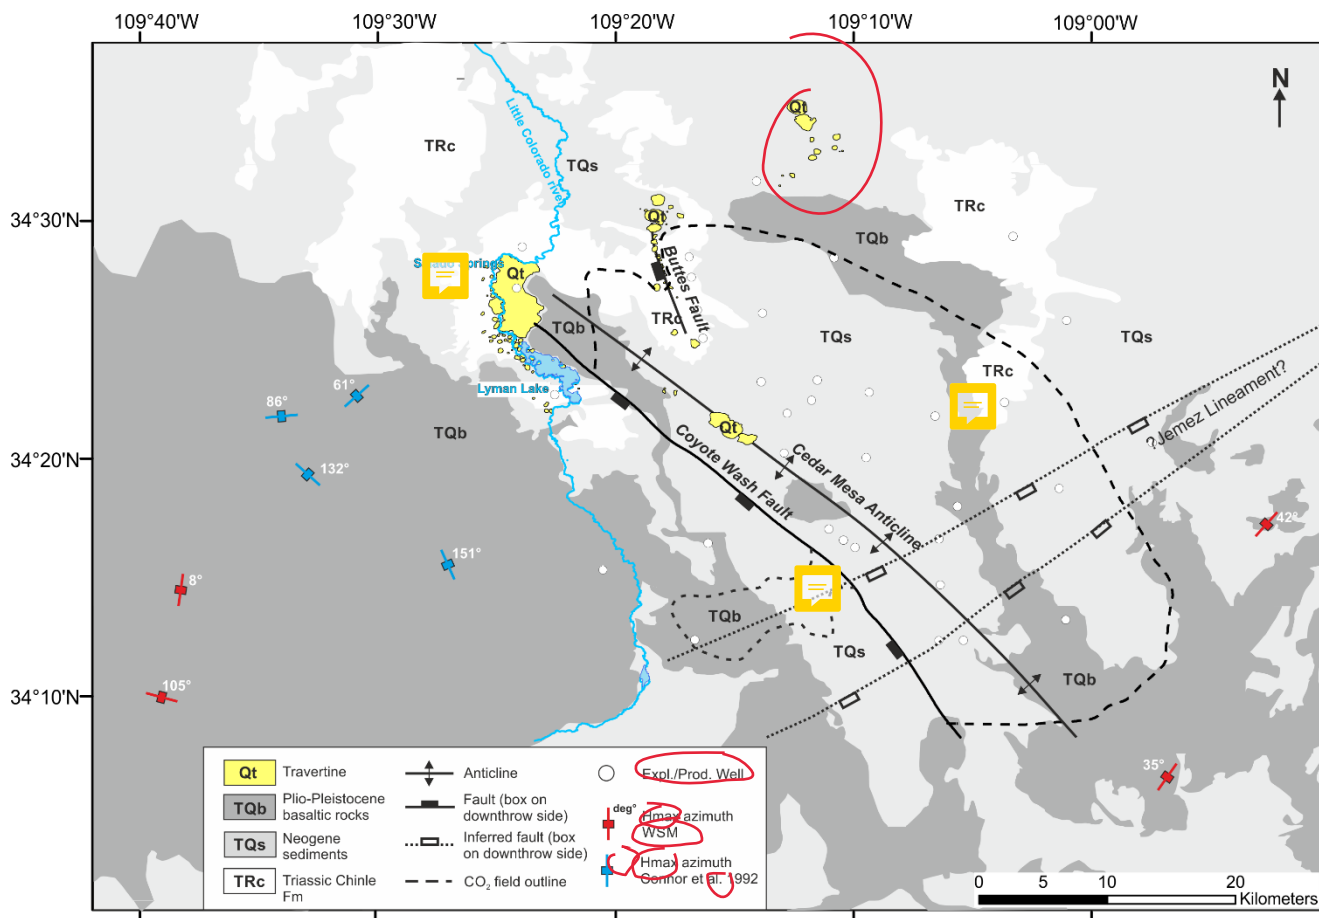 109°40'W
109°30'W
109°20'W
109°10'W
109°00'W
N
Qt
TRc
Little Colorado river
TQs
34°30'N
TRc
Qt
TQb
Springs
Qt
Buttes Fault
TRc
TQb
TQs
TQs
Lyman Lake
TRc
61°
86°
?Jemez Lineament?
TQb
Qt
34°20'N
132°
Coyote Wash Fault
Cedar Mesa Anticline
42°
151°
8°
TQb
TQs
TQb
34°10'N
105°
35°
Qt Travertine
TQb Plio-Pleistocene
basaltic rocks
TQs Neogene
sediments
TRc Triassic Chinle
Fm
Anticline
Fault (box on
downthrow side)
Inferred fault (box
on downthrow side)
CO₂ field outline
Expl./Prod. Well
deg° Hmax azimuth
WSM
Hmax azimuth
Connor et al. 1992
0 5 10 20
Kilometers